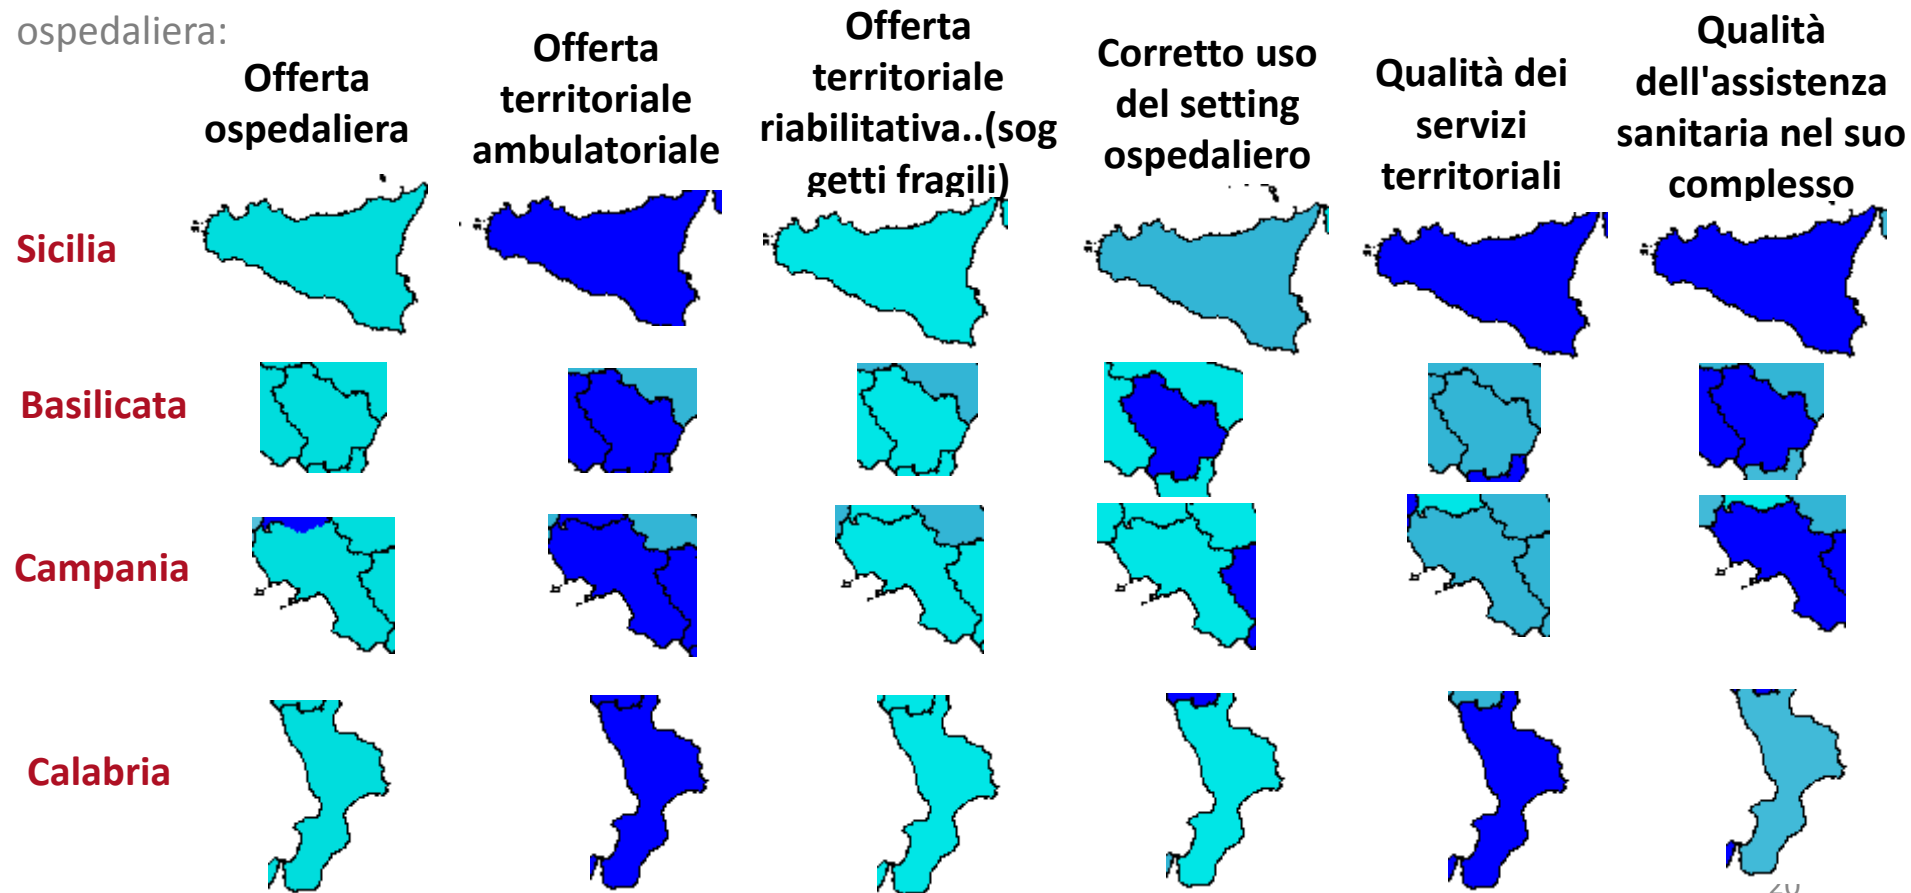 ospedaliera:
Offerta
ospedaliera
Offerta
territoriale
ambulatoriale
Offerta
territoriale
riabilitativa..(sog
getti fragili)
Corretto uso
del setting
ospedaliero
Qualità dei
servizi
territoriali
Qualità
dell'assistenza
sanitaria nel suo
complesso
Sicilia
Basilicata
Campania
Calabria
20